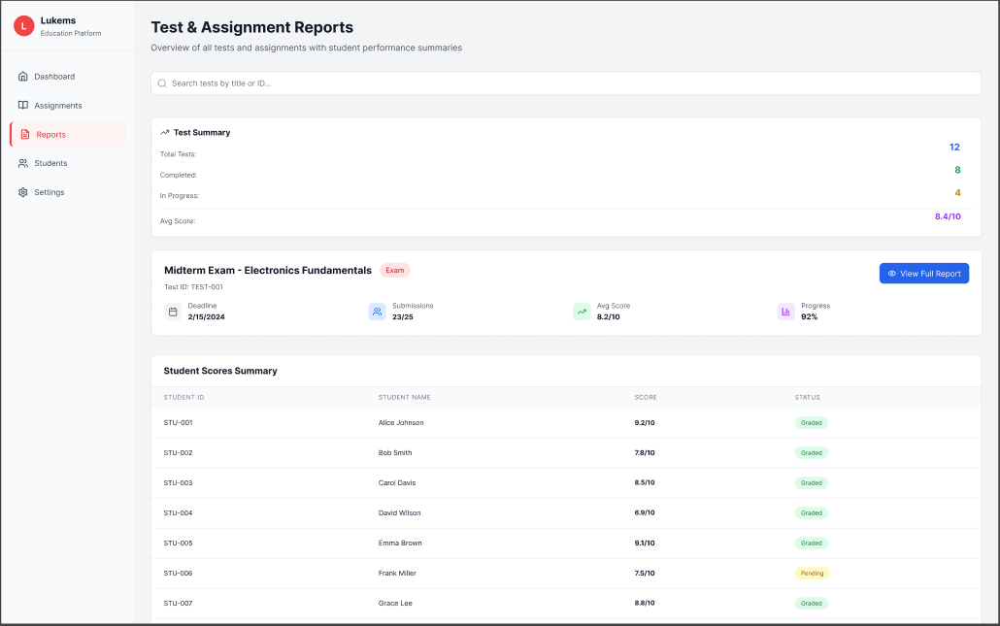 L
Lukems
Education Platform
Dashboard
Assignments
Reports
Students
Settings
Test & Assignment Reports
Overview of all tests and assignments with student performance summaries
Search tests by title or ID...
Test Summary
Total Tests: 12
Completed: 8
In Progress: 4
Avg Score: 8.4/10
Midterm Exam - Electronics Fundamentals Exam
View Full Report
Test ID: TEST-001
Deadline
2/15/2024
Submissions
23/25
Avg Score
8.2/10
Progress
92%
Student Scores Summary
STUDENT ID STUDENT NAME SCORE STATUS
STU-001 Alice Johnson 9.2/10 Graded
STU-002 Bob Smith 7.8/10 Graded
STU-003 Carol Davis 8.5/10 Graded
STU-004 David Wilson 6.9/10 Graded
STU-005 Emma Brown 9.1/10 Graded
STU-006 Frank Miller 7.5/10 Pending
STU-007 Grace Lee 8.8/10 Graded